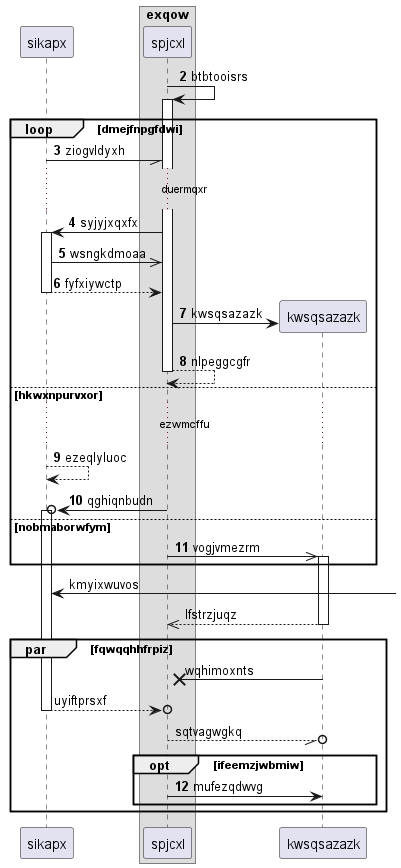 exqow
sikapx
spjcxl
2 btbtooisrs
loop [dmejfnpgfdwi]
3 ziogvldyxh
duermqxr
4 syjyjxqxfx
5 wsngkdmoaa
6 fyfxiywctp
7 kwsqsazazk
kwsqsazazk
8 nlpeggcgfr
[hkwxnpurvxor]
ezwmcffu
9 ezeqlyluoc
10 qghiqnbudn
[nobmaborwfym]
11 vogjvmezrm
kmyixwuvos
lfstrzjuqz
par [fqwqqhhfrpiz]
wqhimoxnts
uyiftprsxf
sqtvagwgkq
opt [ifeemzjwbmiw]
12 mufezqdwvg
sikapx
spjcxl
kwsqsazazk